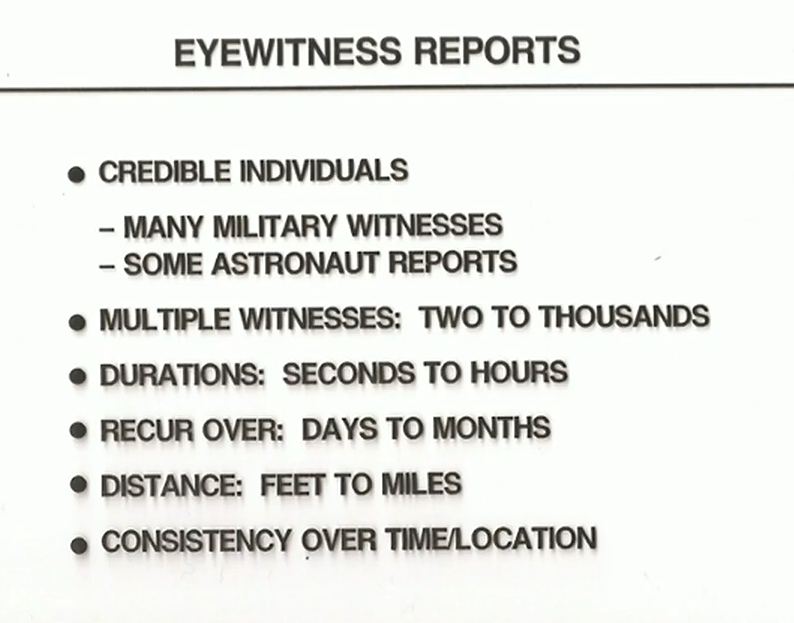 EYEWITNESS REPORTS
● CREDIBLE INDIVIDUALS
– MANY MILITARY WITNESSES
– SOME ASTRONAUT REPORTS
● MULTIPLE WITNESSES: TWO TO THOUSANDS
● DURATIONS: SECONDS TO HOURS
● RECUR OVER: DAYS TO MONTHS
● DISTANCE: FEET TO MILES
● CONSISTENCY OVER TIME/LOCATION